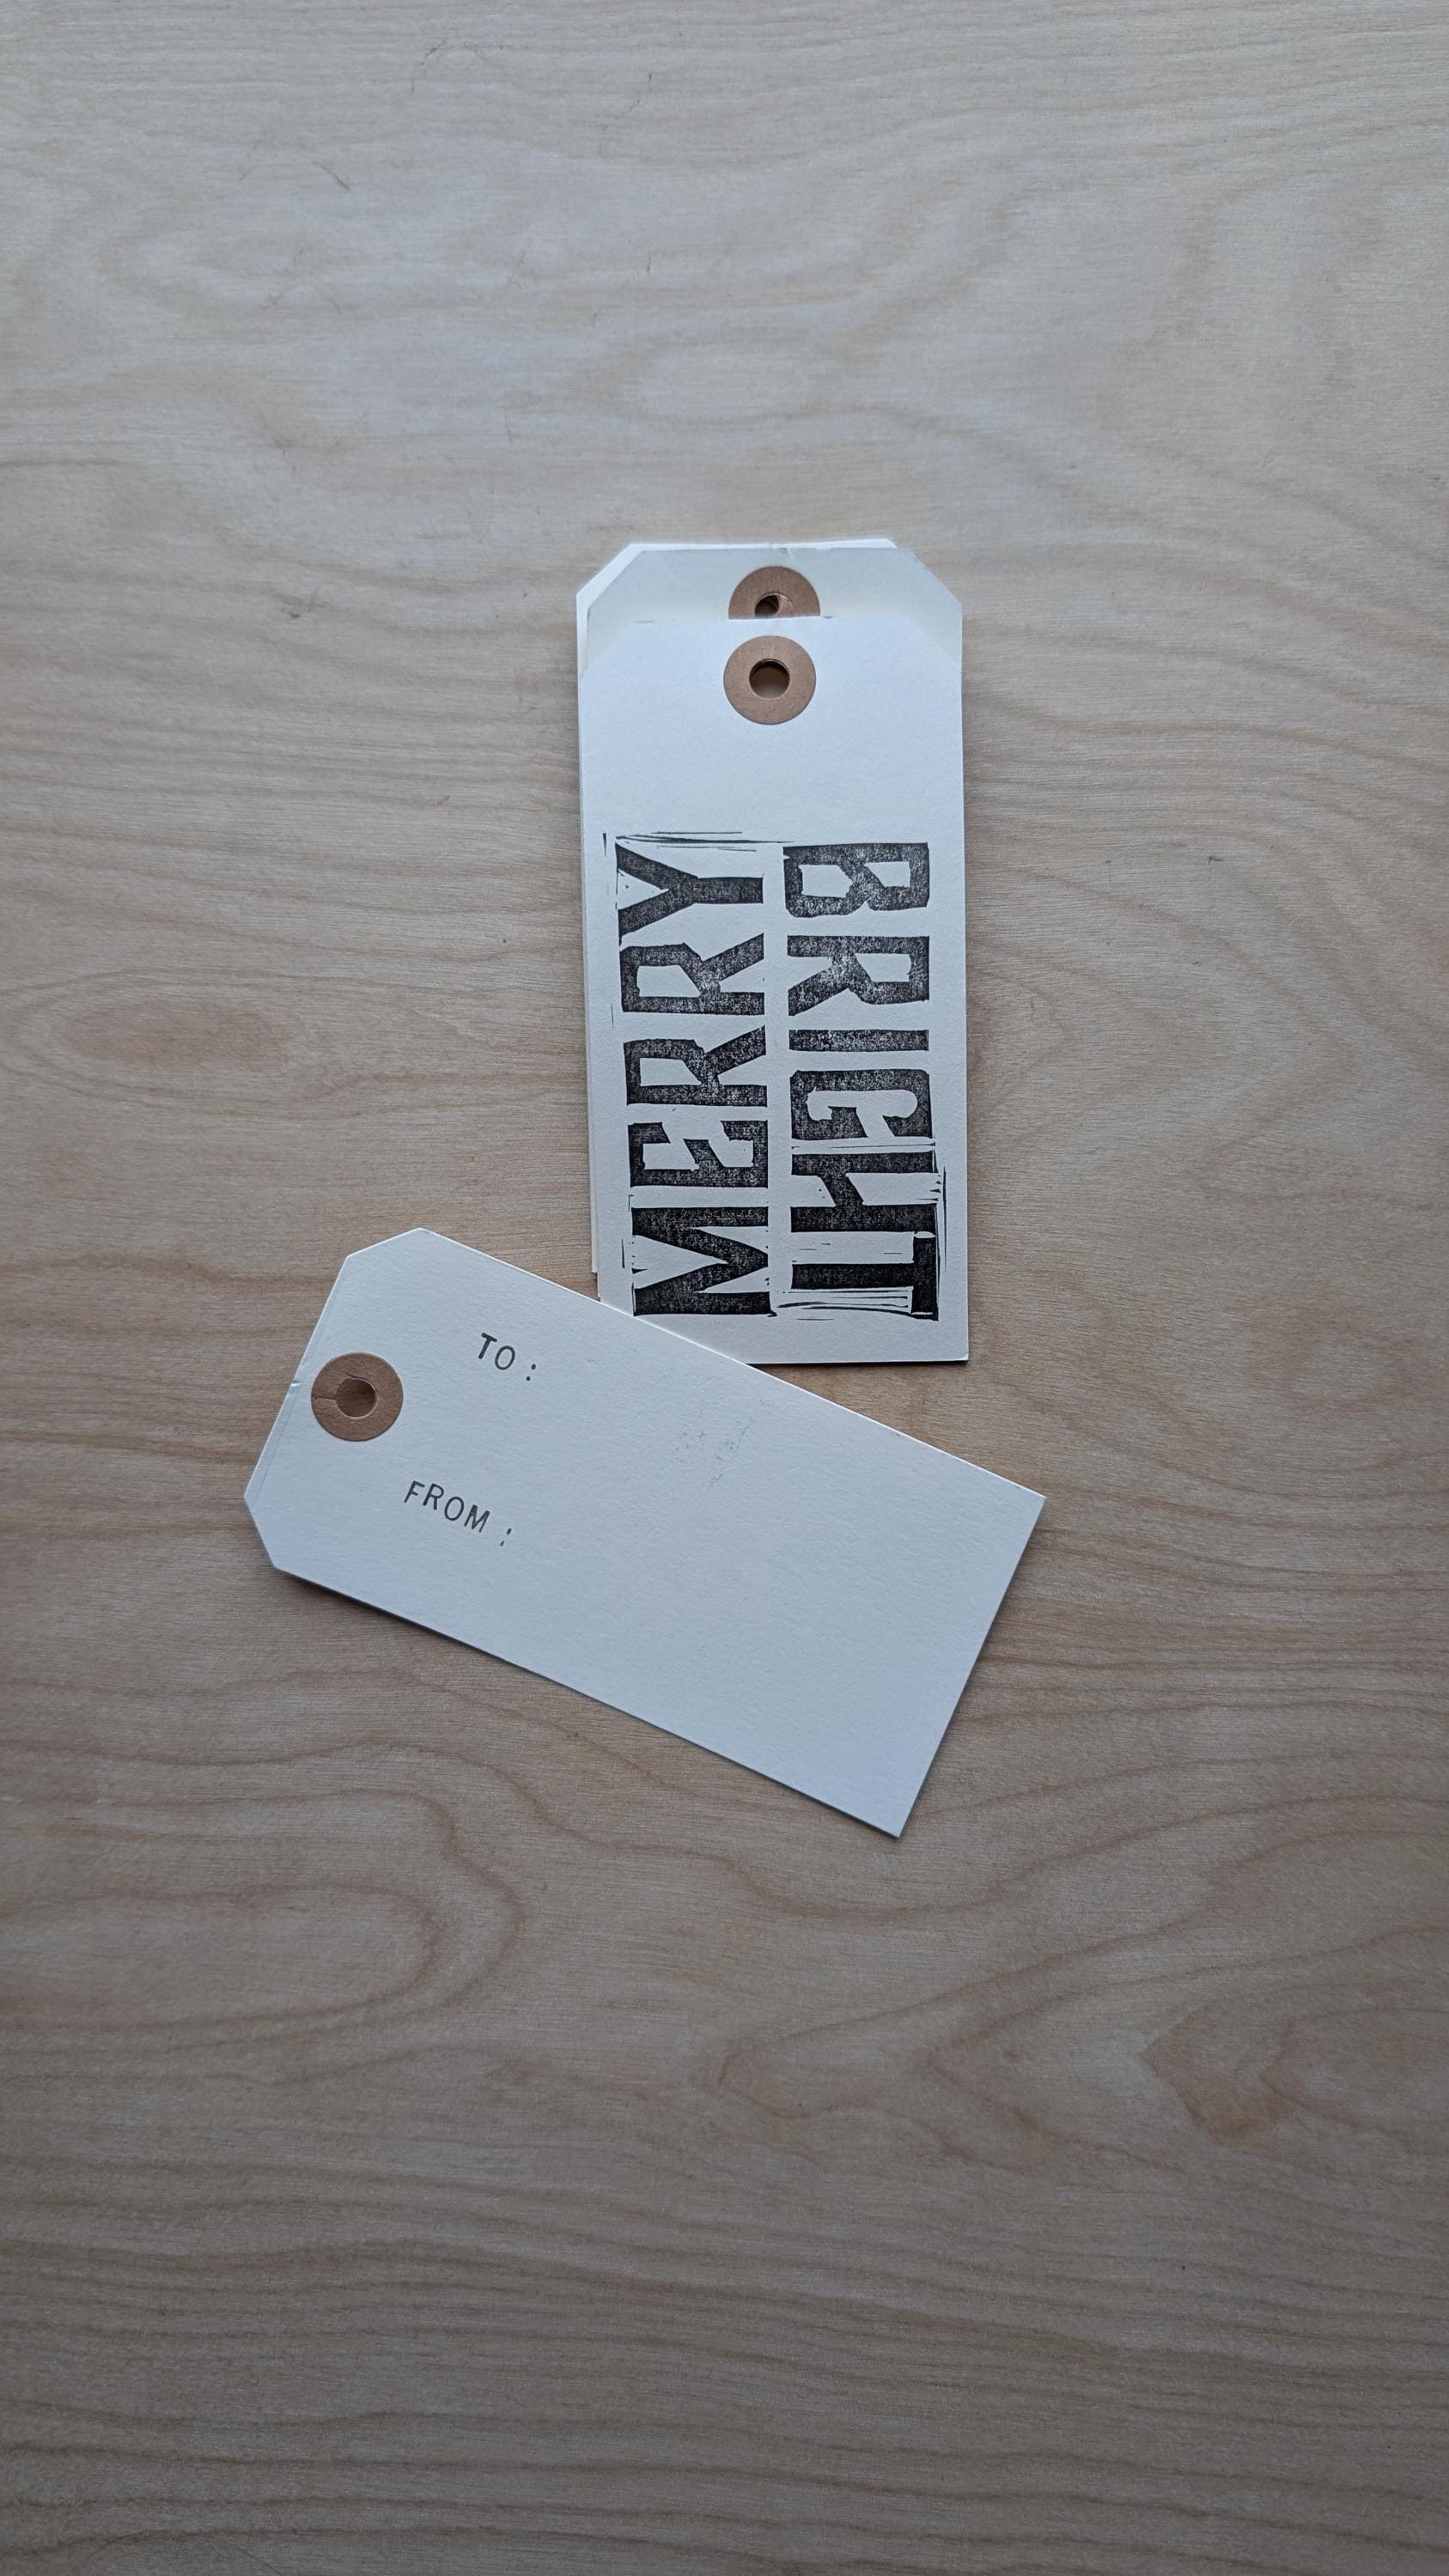 MERRY
BRIGHT
TO :
FROM :